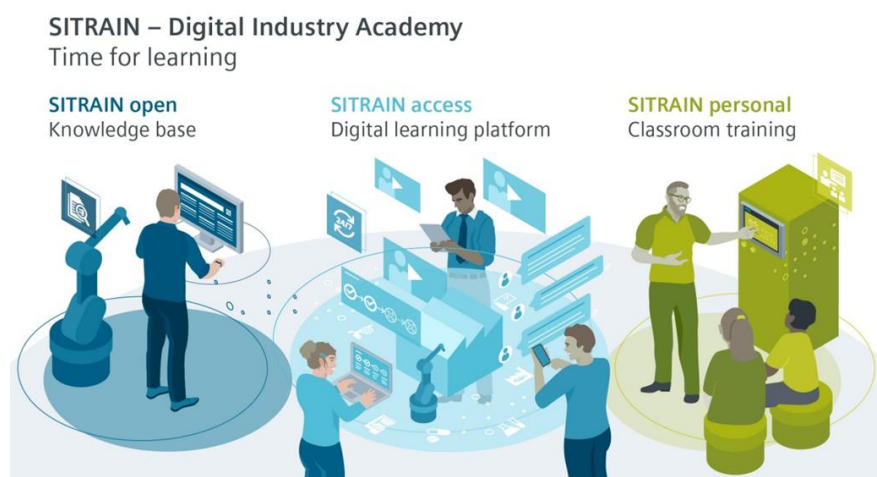 SITRAIN – Digital Industry Academy
Time for learning
SITRAIN open
Knowledge base
SITRAIN access
Digital learning platform
SITRAIN personal
Classroom training
24/7